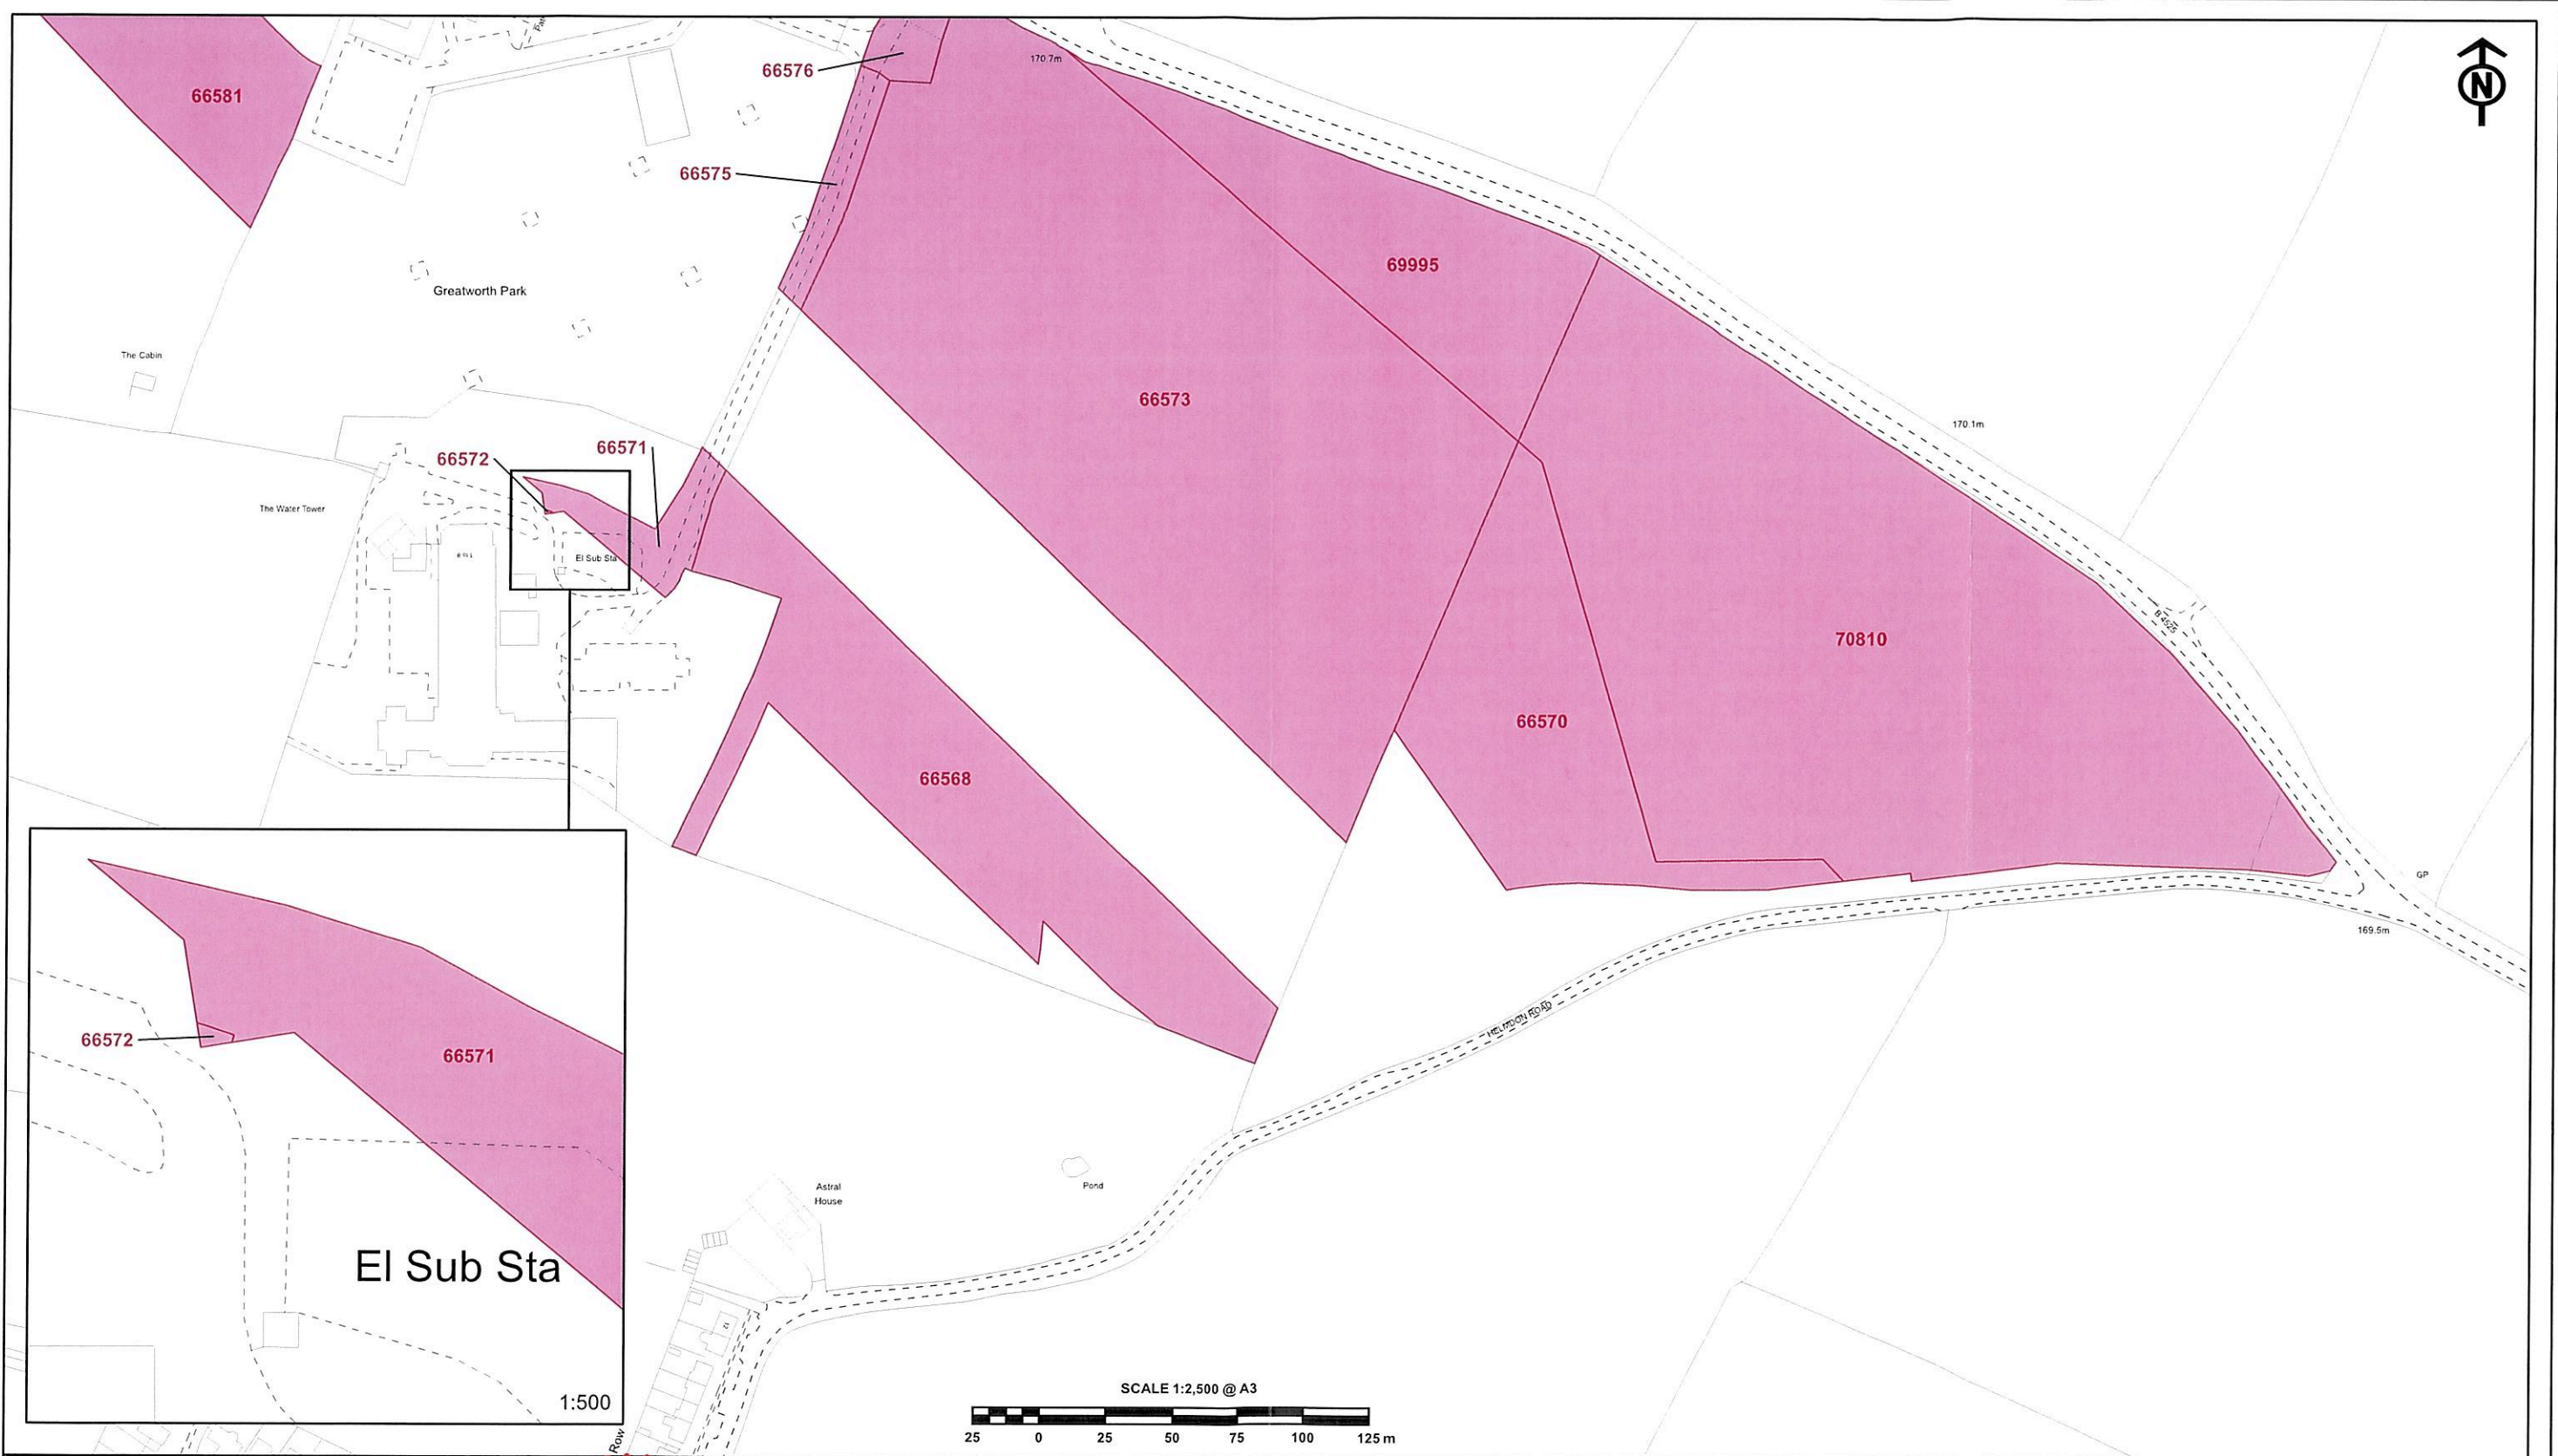 170.7m
N
66576
66581
66575
69995
Greatworth Park
The Cabin
66573
170.1m
66571
66572
The Water Tower
El Sub Sta
B 4525
70810
66570
66568
GP
169.5m
HELMDON ROAD
66572
66571
El Sub Sta
1:500
Astral
House
Pond
12
Row
SCALE 1:2,500 @ A3
25 0 25 50 75 100 125 m